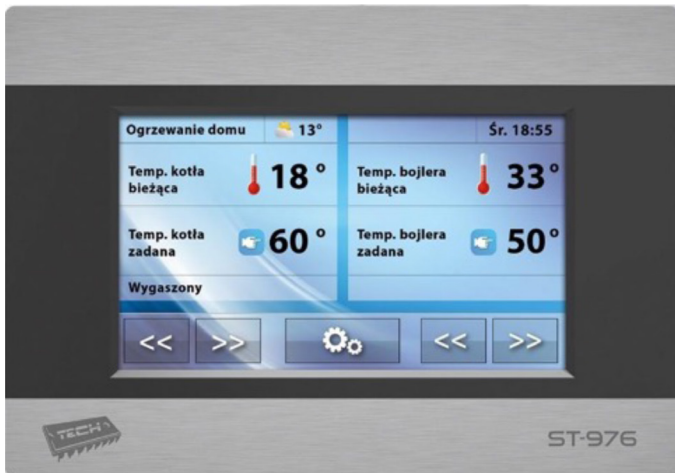 Ogrzewanie domu 13° Śr. 18:55
Temp. kotła
bieżąca
18 °
Temp. bojlera
bieżąca
33°
Temp. kotła
zadana
60 °
Temp. bojlera
zadana
50°
Wygaszony
<< >> << >>
TECH
ST-976